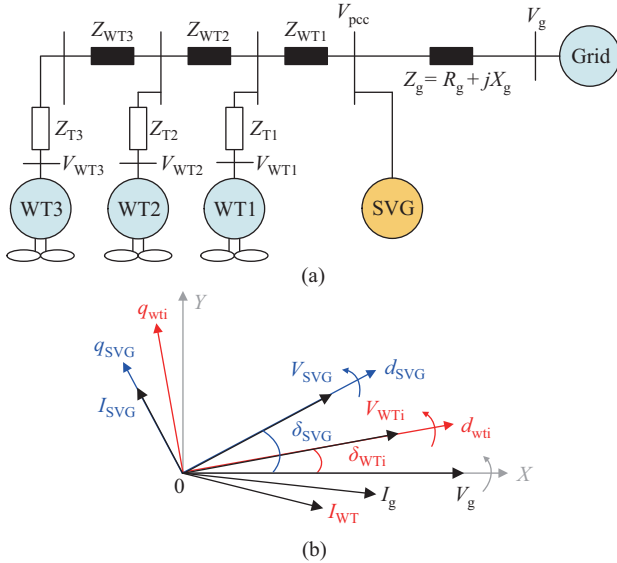 Z_WT3 Z_WT2 Z_WT1 V_pcc V_g
Grid
Z_g = R_g + jX_g
Z_T3 Z_T2 Z_T1
V_WT3 V_WT2 V_WT1
WT3 WT2 WT1 SVG
(a)
q_wti Y
q_SVG V_SVG d_SVG
I_SVG V_WTi d_wti
δ_SVG δ_WTi
0 I_g V_g X
I_WT
(b)